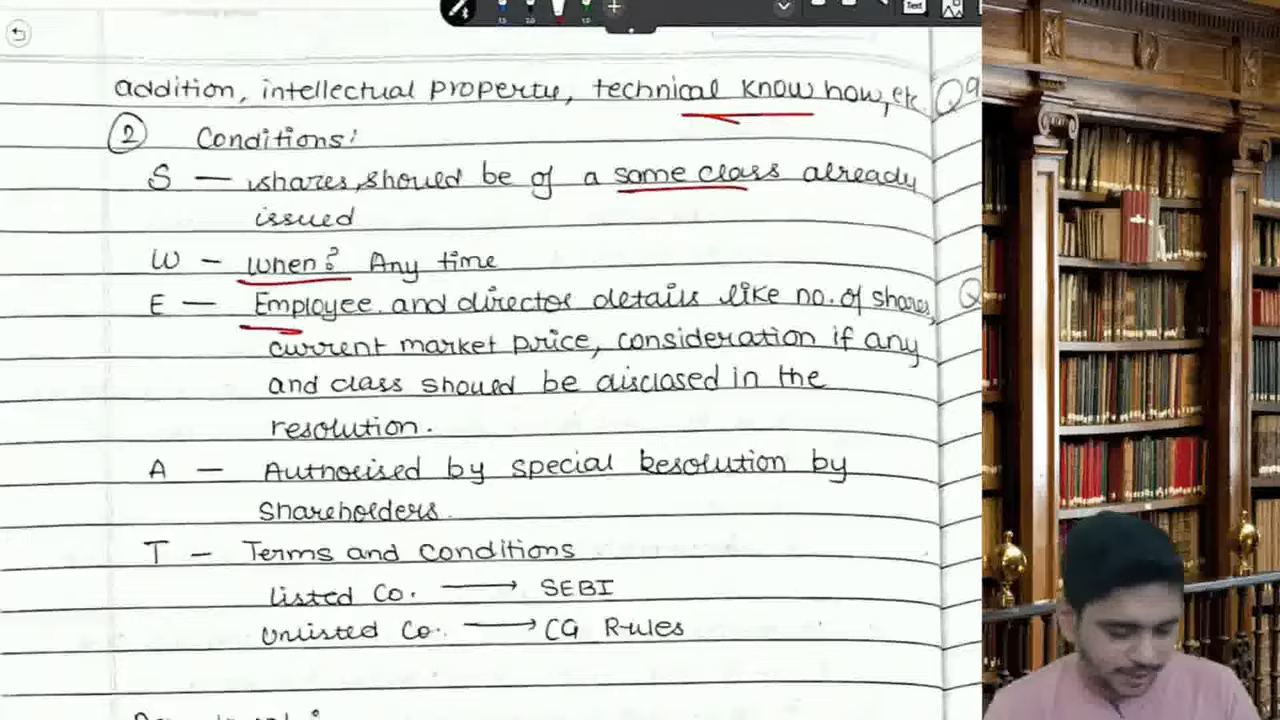 addition, intellectual property, technical know how, etc. Q9
② Conditions:
S — shares should be of a same class already
issued
W — When? Any time
E — Employee and director details like no. of shares, Q
current market price, consideration if any
and class should be disclosed in the
resolution.
A — Authorised by special Resolution by
shareholders.
T — Terms and conditions
listed Co. ⟶ SEBI
Unlisted Co. ⟶ CG Rules